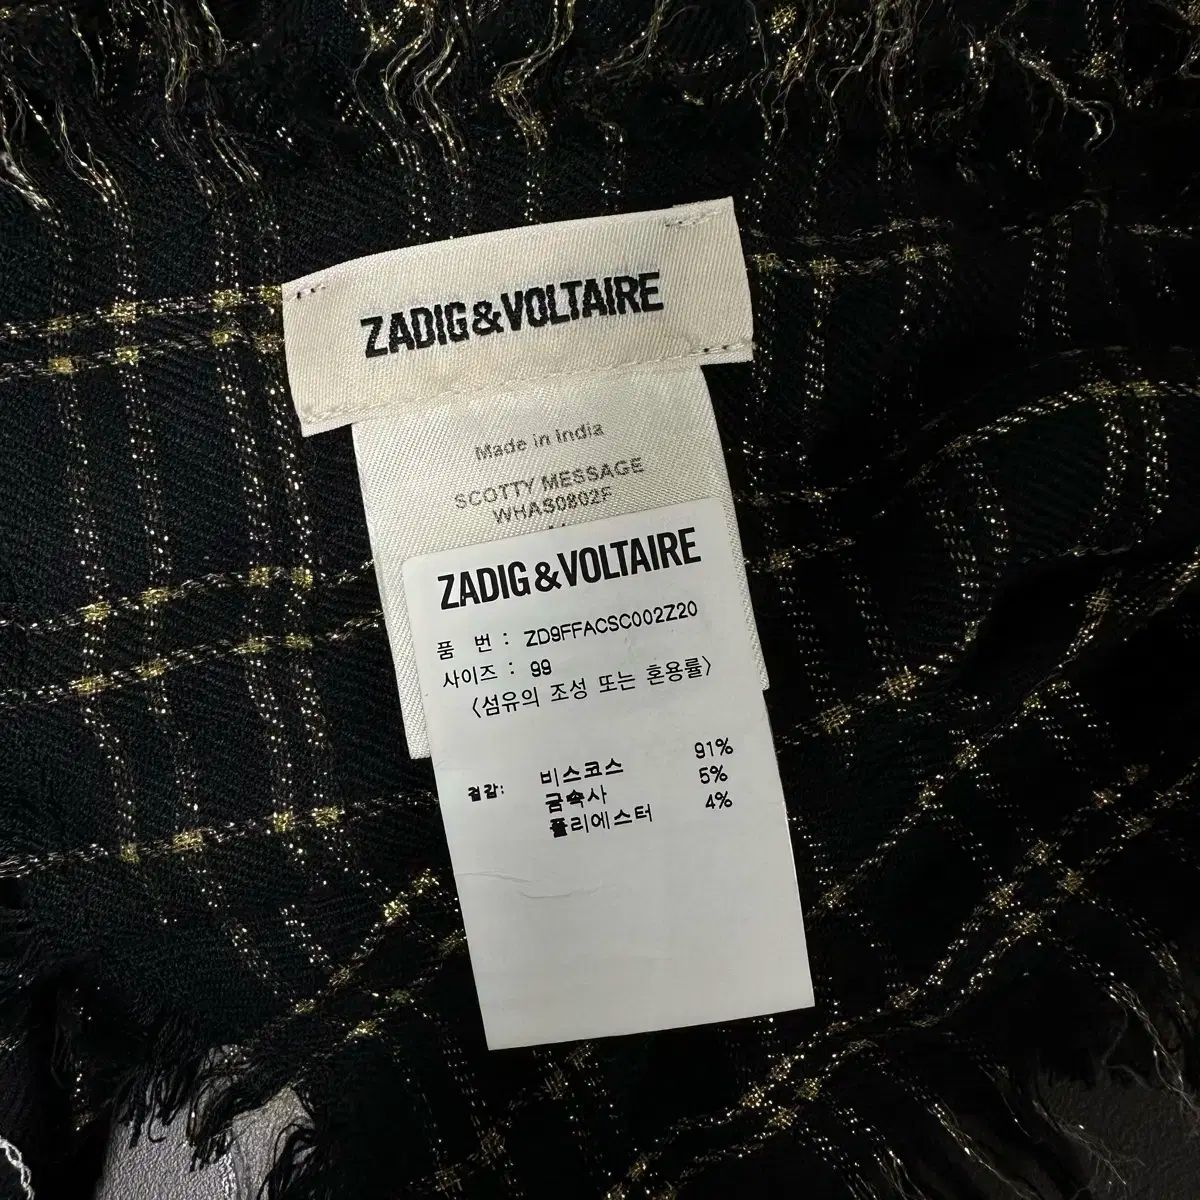 ZADIG&VOLTAIRE
Made in India
SCOTTY MESSAGE
WHAS0802F
ZADIG&VOLTAIRE
품 번 : ZD9FFACSC002Z20
사이즈 : 99
<섬유의 조성 또는 혼용률>
겉감: 비스코스 91%
금속사 5%
폴리에스터 4%